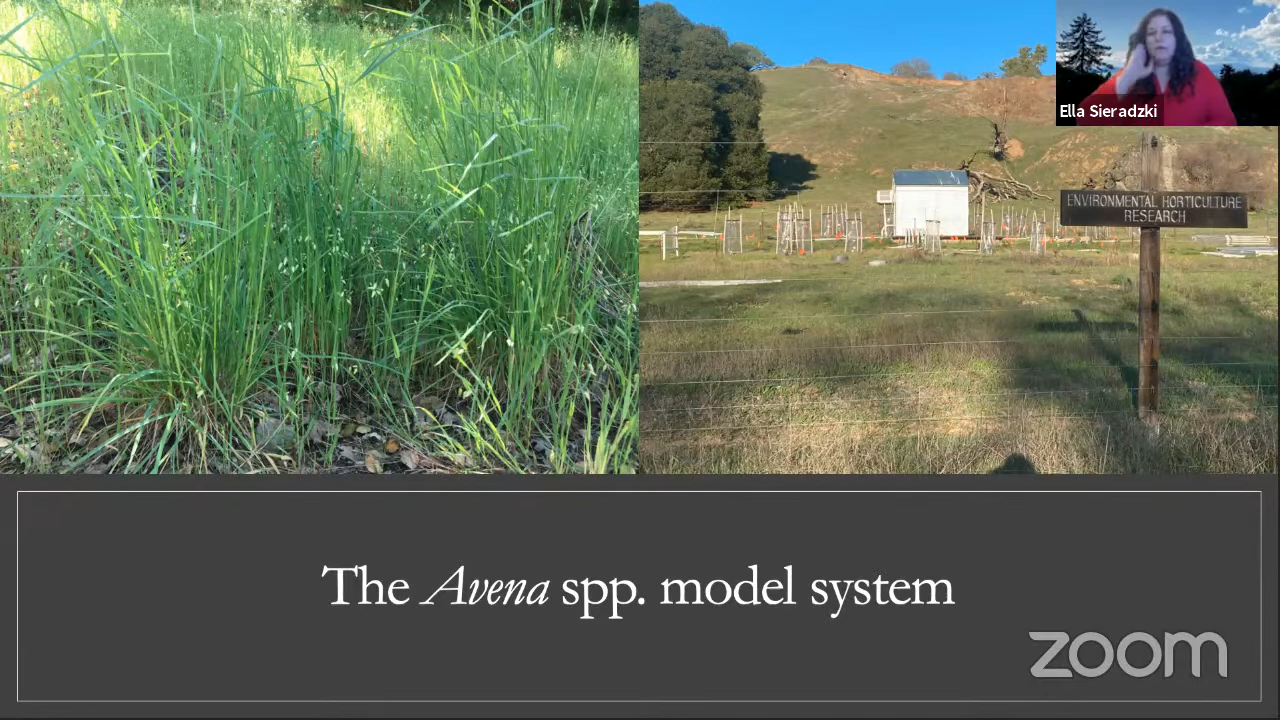 Ella Sieradzki
ENVIRONMENTAL HORTICULTURE
RESEARCH
The Avena spp. model system
zoom